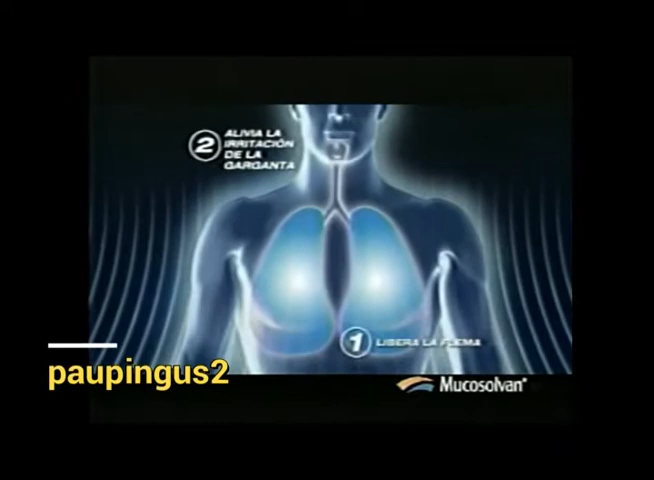 2
ALIVIA LA
IRRITACIÓN
DE LA
GARGANTA
1 LIBERA LA FLEMA
paupingus2
Mucosolvan®